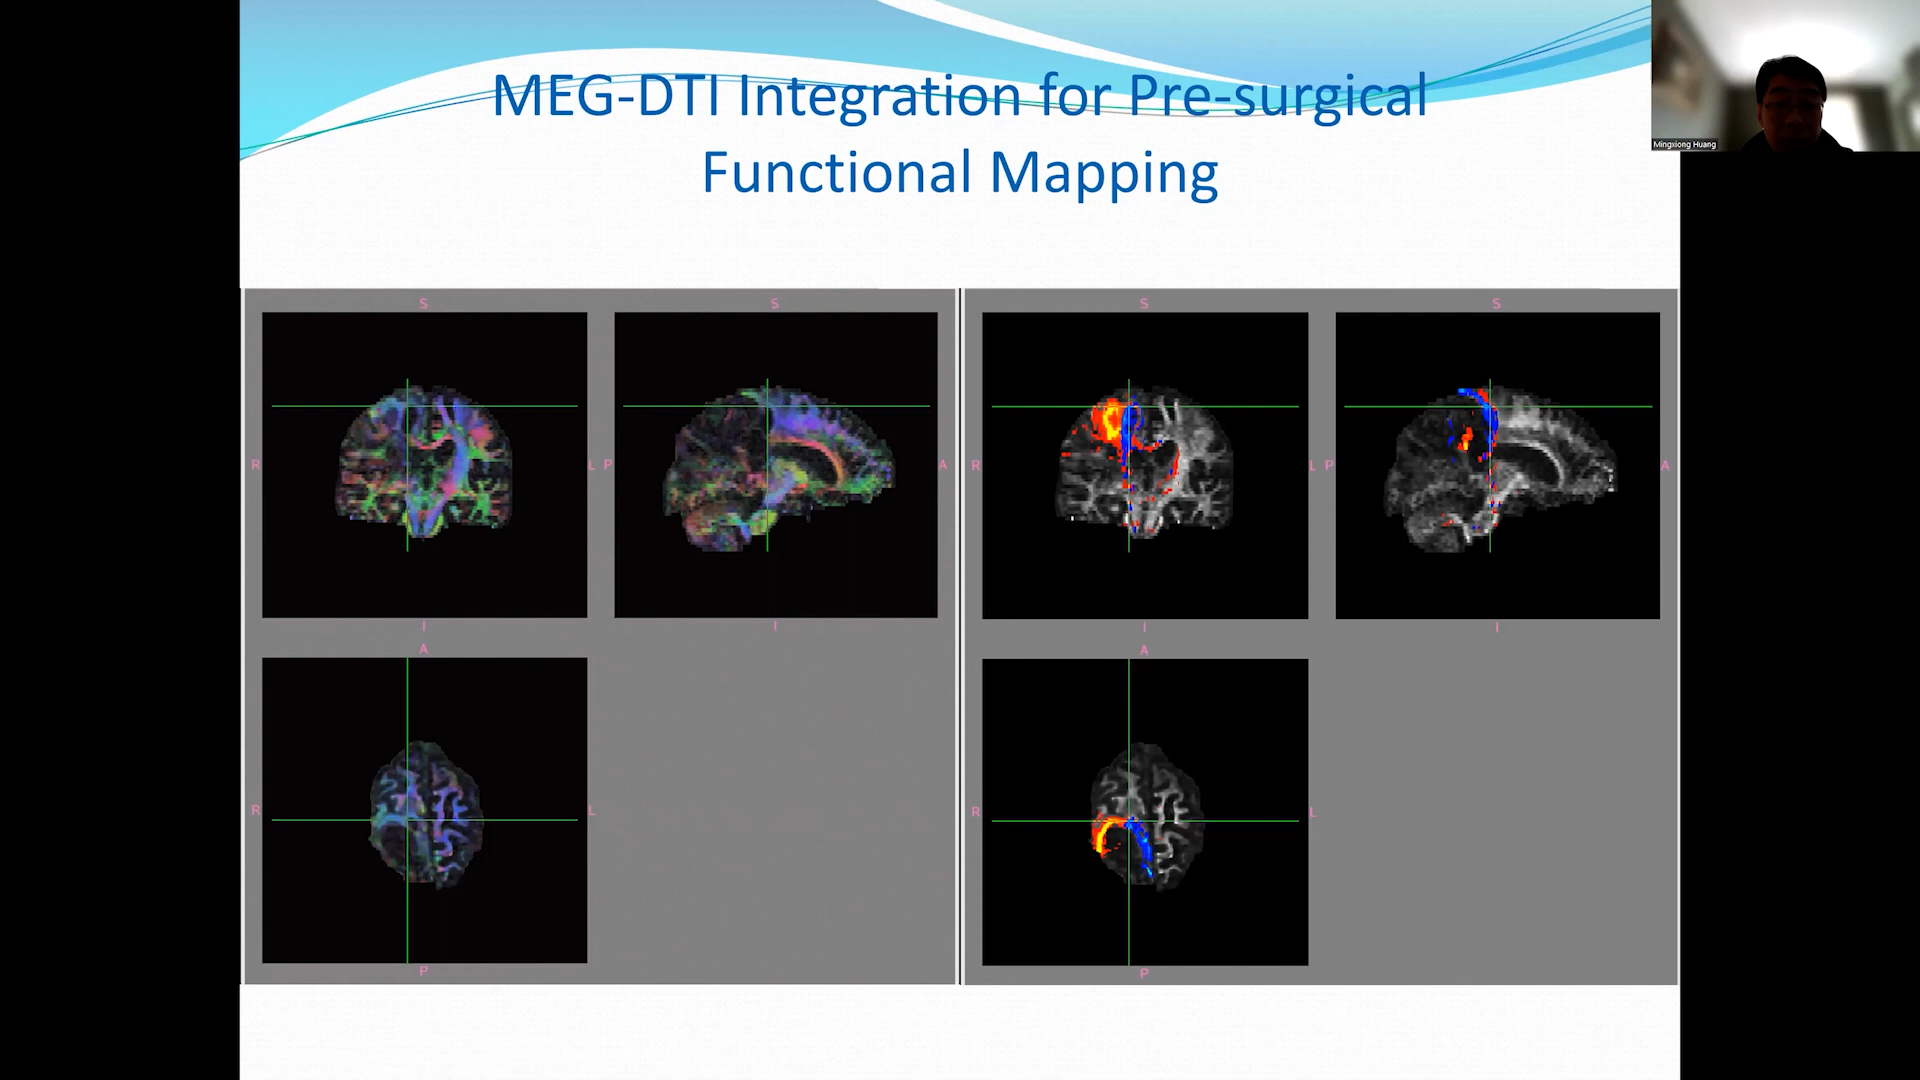 MEG-DTI Integration for Pre-surgical
Functional Mapping
Mingxiong Huang
S
S
S
S
R
L
P
A
R
L
P
A
I
I
I
I
A
A
R
L
R
L
P
P